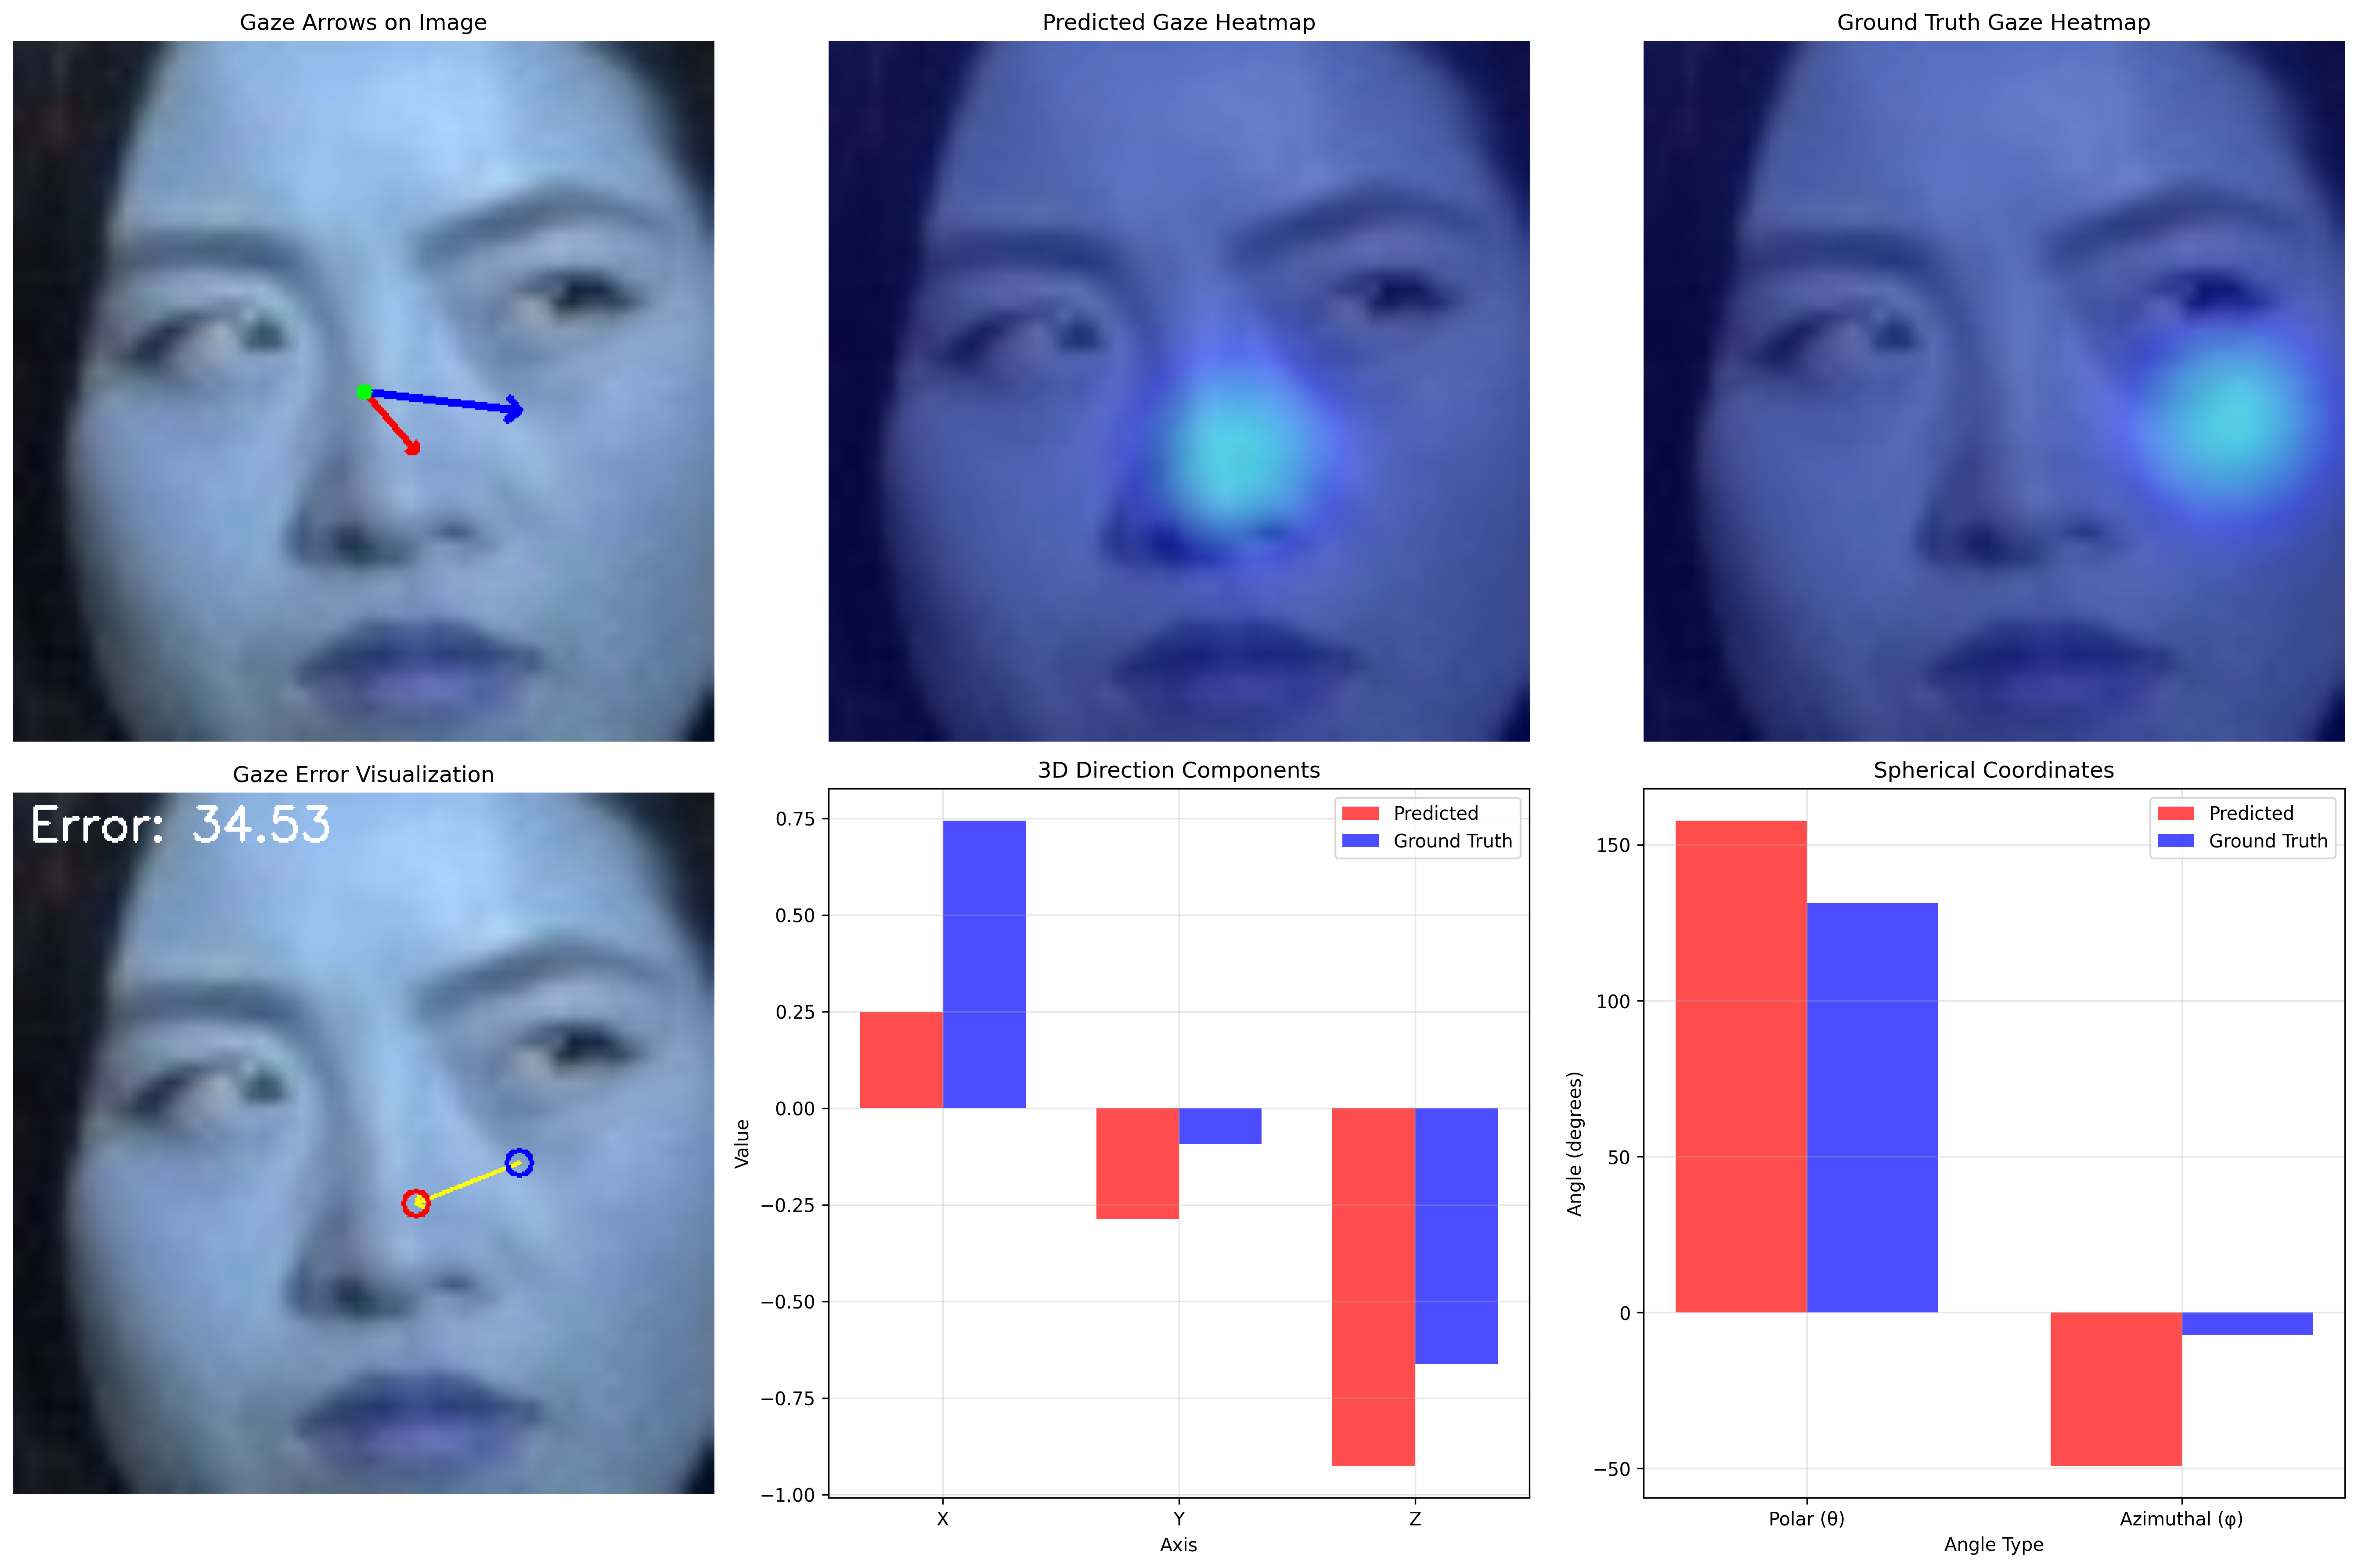 Gaze Arrows on Image
Predicted Gaze Heatmap
Ground Truth Gaze Heatmap
Gaze Error Visualization
Error: 34.53
3D Direction Components
Predicted
Ground Truth
0.75
0.50
0.25
0.00
−0.25
−0.50
−0.75
−1.00
Value
X
Y
Z
Axis
Spherical Coordinates
Predicted
Ground Truth
150
100
50
0
−50
Angle (degrees)
Polar (θ)
Azimuthal (φ)
Angle Type